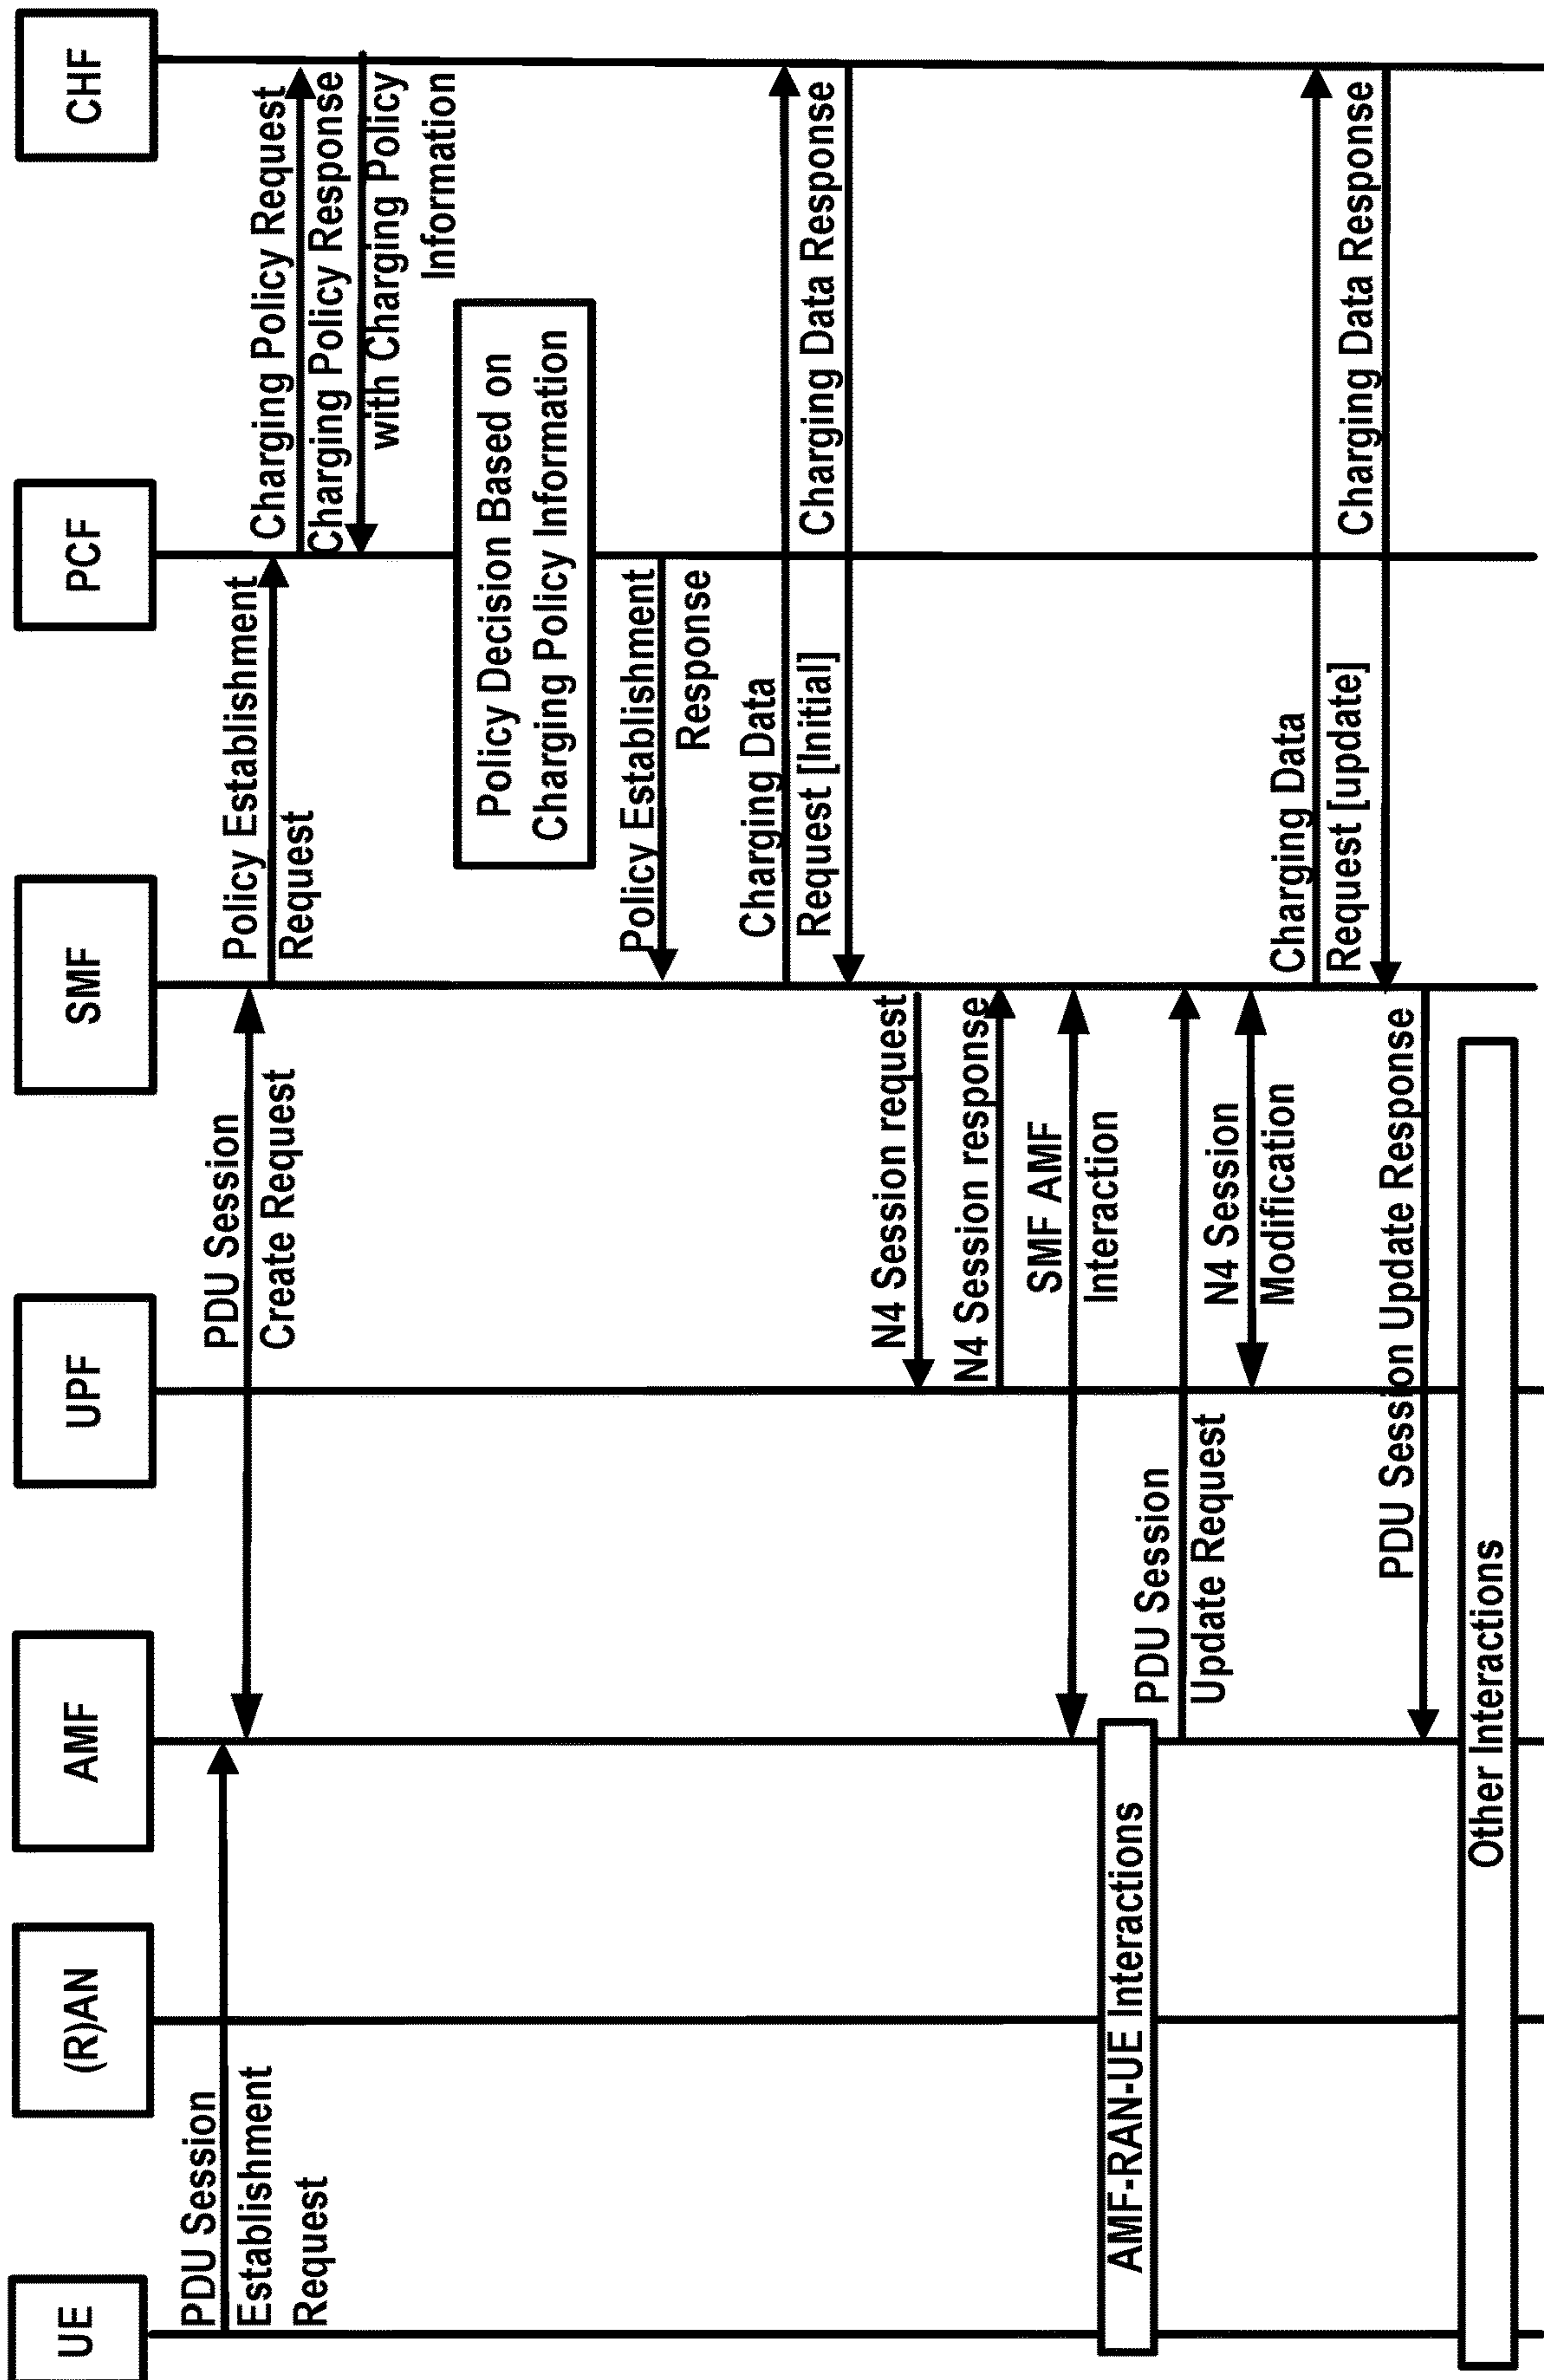 UE
(R)AN
AMF
UPF
SMF
PCF
CHF
PDU Session
Establishment
Request
PDU Session
Create Request
Policy Establishment
Request
Charging Policy Request
Charging Policy Response
with Charging Policy
Information
Policy Decision Based on
Charging Policy Information
Policy Establishment
Response
Charging Data
Request [Initial]
Charging Data Response
N4 Session request
N4 Session response
SMF AMF
Interaction
AMF-RAN-UE Interactions
PDU Session
Update Request
N4 Session
Modification
Charging Data
Request [update]
Charging Data Response
PDU Session Update Response
Other Interactions